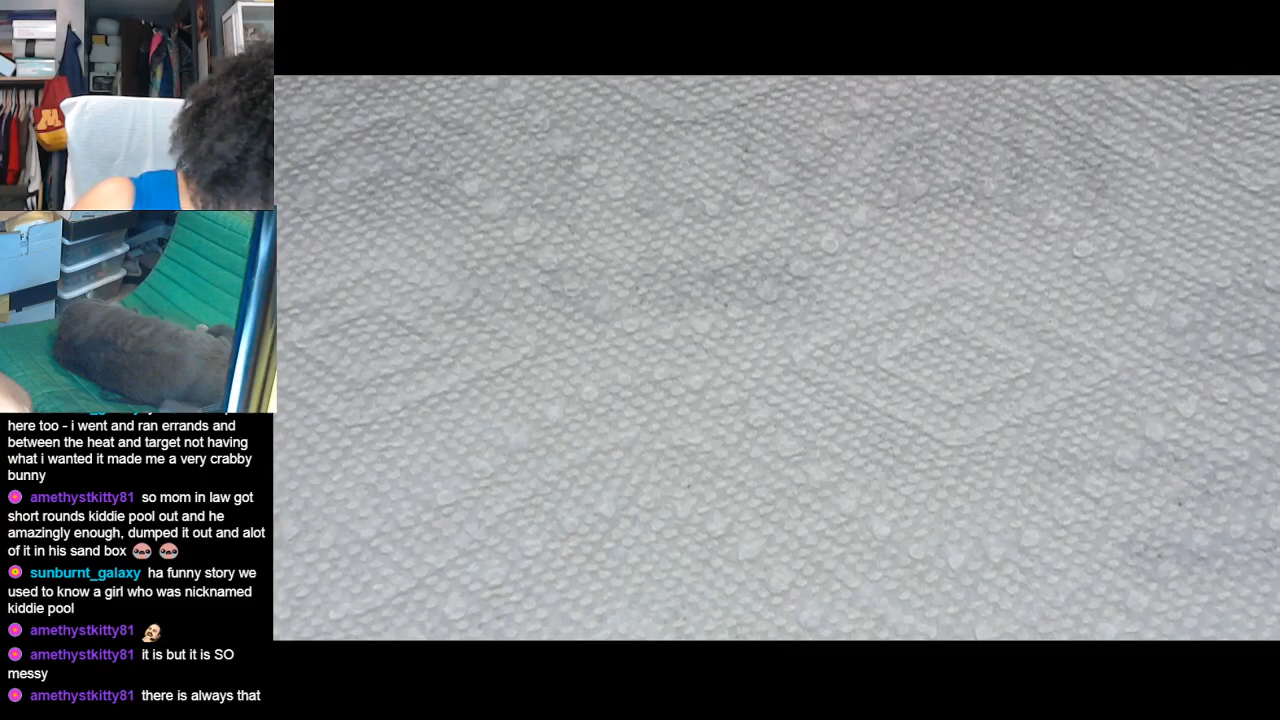 M
here too - i went and ran errands and
between the heat and target not having
what i wanted it made me a very crabby
bunny
amethystkitty81 so mom in law got
short rounds kiddie pool out and he
amazingly enough, dumped it out and alot
of it in his sand box
sunburnt_galaxy ha funny story we
used to know a girl who was nicknamed
kiddie pool
amethystkitty81
amethystkitty81 it is but it is SO
messy
amethystkitty81 there is always that